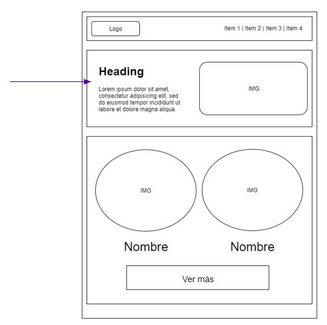 Logo
Item 1 | Item 2 | Item 3 | Item 4
Heading
Lorem ipsum dolor sit amet,
consectetur adipisicing elit, sed
do eiusmod tempor incididunt ut
labore et dolore magna aliqua.
IMG
IMG
IMG
Nombre
Nombre
Ver más